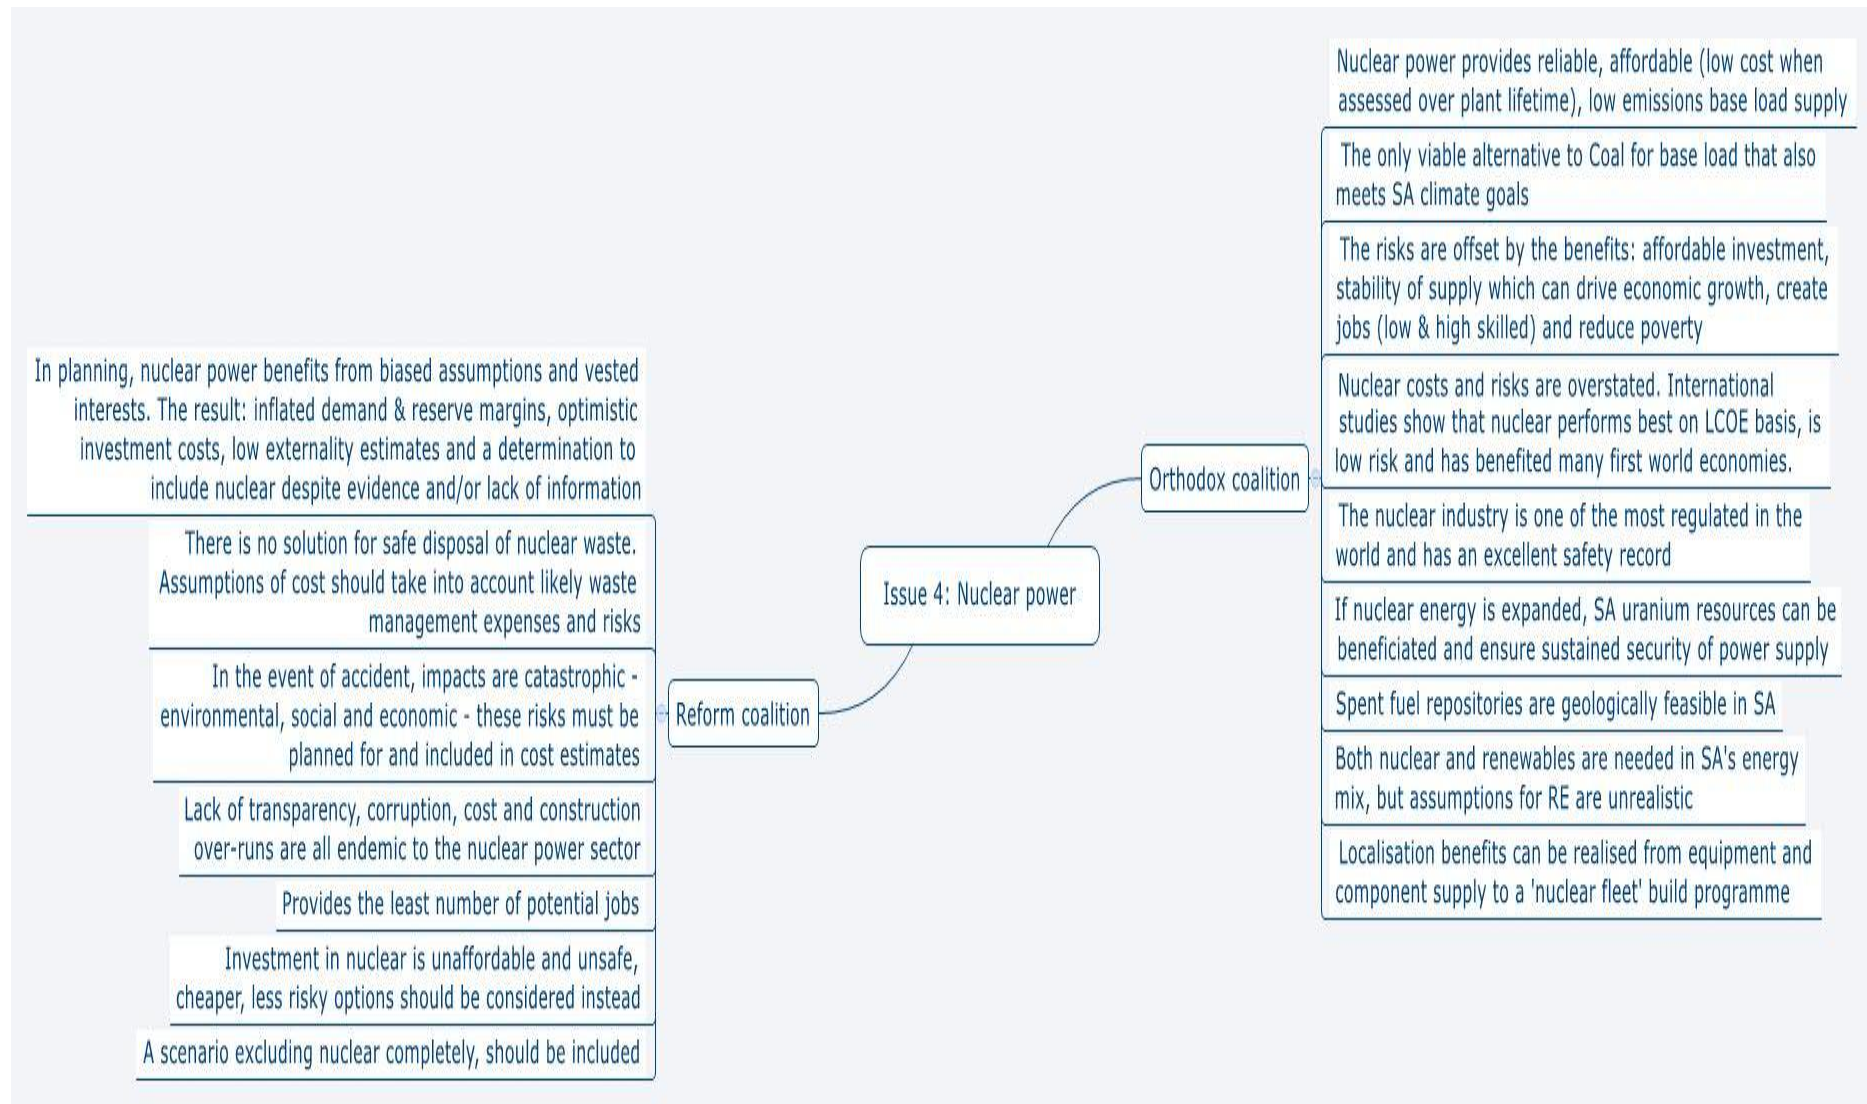 Issue 4: Nuclear power
Orthodox coalition
Nuclear power provides reliable, affordable (low cost when
assessed over plant lifetime), low emissions base load supply
The only viable alternative to Coal for base load that also
meets SA climate goals
The risks are offset by the benefits: affordable investment,
stability of supply which can drive economic growth, create
jobs (low & high skilled) and reduce poverty
Nuclear costs and risks are overstated. International
studies show that nuclear performs best on LCOE basis, is
low risk and has benefited many first world economies.
The nuclear industry is one of the most regulated in the
world and has an excellent safety record
If nuclear energy is expanded, SA uranium resources can be
beneficiated and ensure sustained security of power supply
Spent fuel repositories are geologically feasible in SA
Both nuclear and renewables are needed in SA's energy
mix, but assumptions for RE are unrealistic
Localisation benefits can be realised from equipment and
component supply to a 'nuclear fleet' build programme
Reform coalition
In planning, nuclear power benefits from biased assumptions and vested
interests. The result: inflated demand & reserve margins, optimistic
investment costs, low externality estimates and a determination to
include nuclear despite evidence and/or lack of information
There is no solution for safe disposal of nuclear waste.
Assumptions of cost should take into account likely waste
management expenses and risks
In the event of accident, impacts are catastrophic -
environmental, social and economic - these risks must be
planned for and included in cost estimates
Lack of transparency, corruption, cost and construction
over-runs are all endemic to the nuclear power sector
Provides the least number of potential jobs
Investment in nuclear is unaffordable and unsafe,
cheaper, less risky options should be considered instead
A scenario excluding nuclear completely, should be included